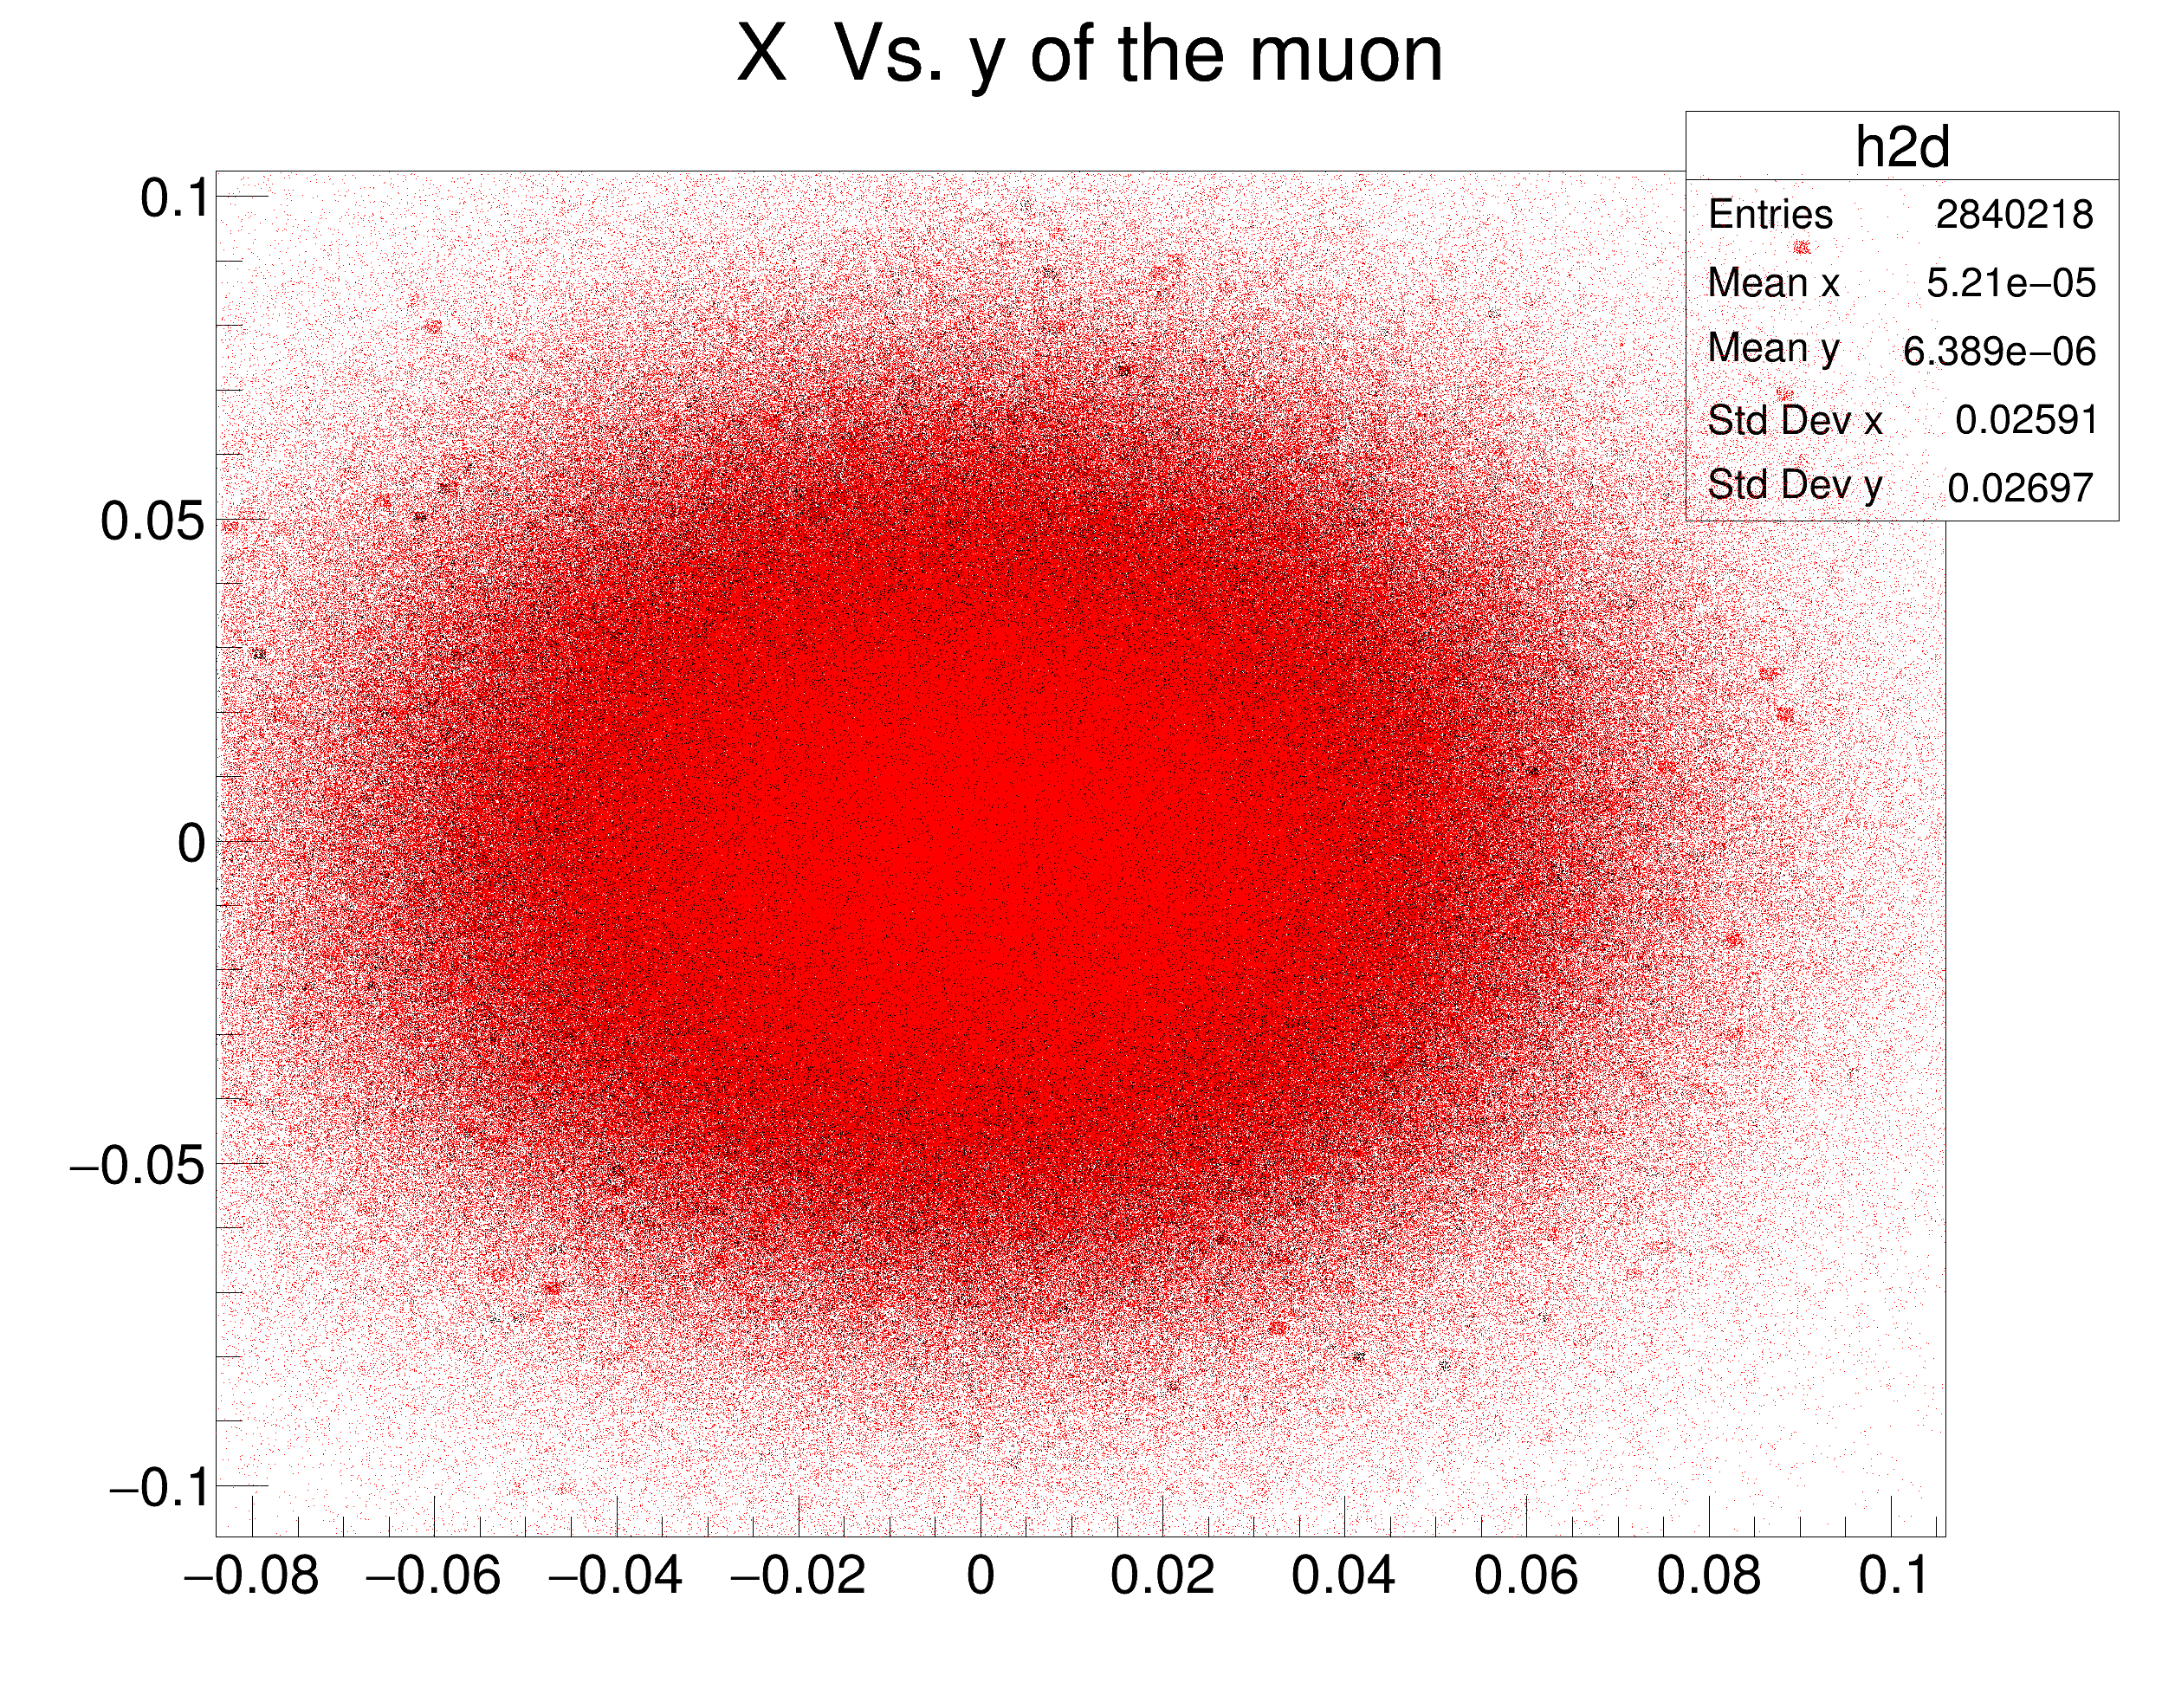 X Vs. y of the muon
h2d
Entries 2840218
Mean x 5.21e−05
Mean y 6.389e−06
Std Dev x 0.02591
Std Dev y 0.02697
0.1
0.05
0
−0.05
−0.1
−0.08 −0.06 −0.04 −0.02 0 0.02 0.04 0.06 0.08 0.1